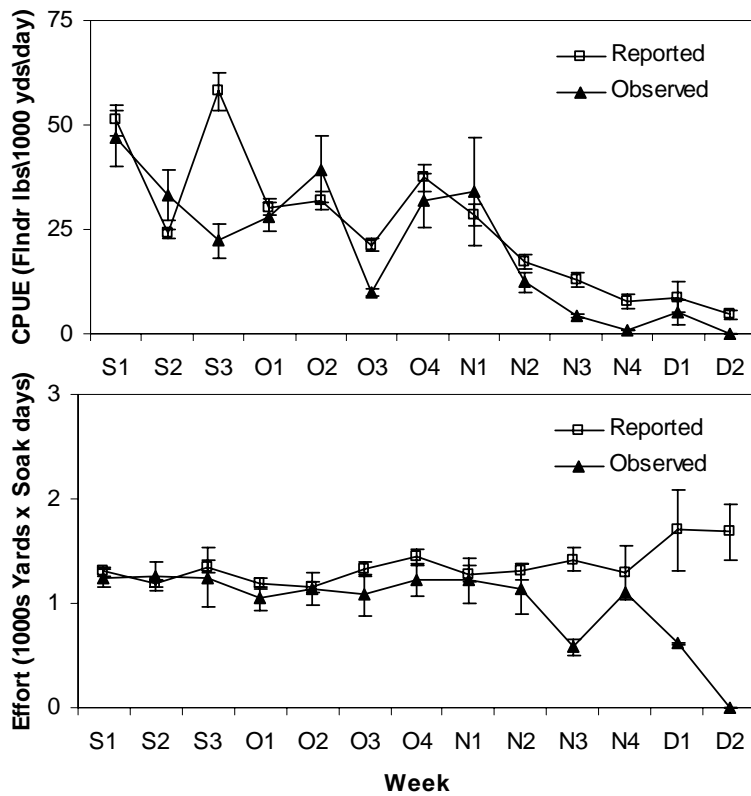 CPUE (Flndr lbs\1000 yds\day)
75
50
25
0
Reported
Observed
S1 S2 S3 O1 O2 O3 O4 N1 N2 N3 N4 D1 D2
Effort (1000s Yards x Soak days)
3
2
1
0
Reported
Observed
S1 S2 S3 O1 O2 O3 O4 N1 N2 N3 N4 D1 D2
Week